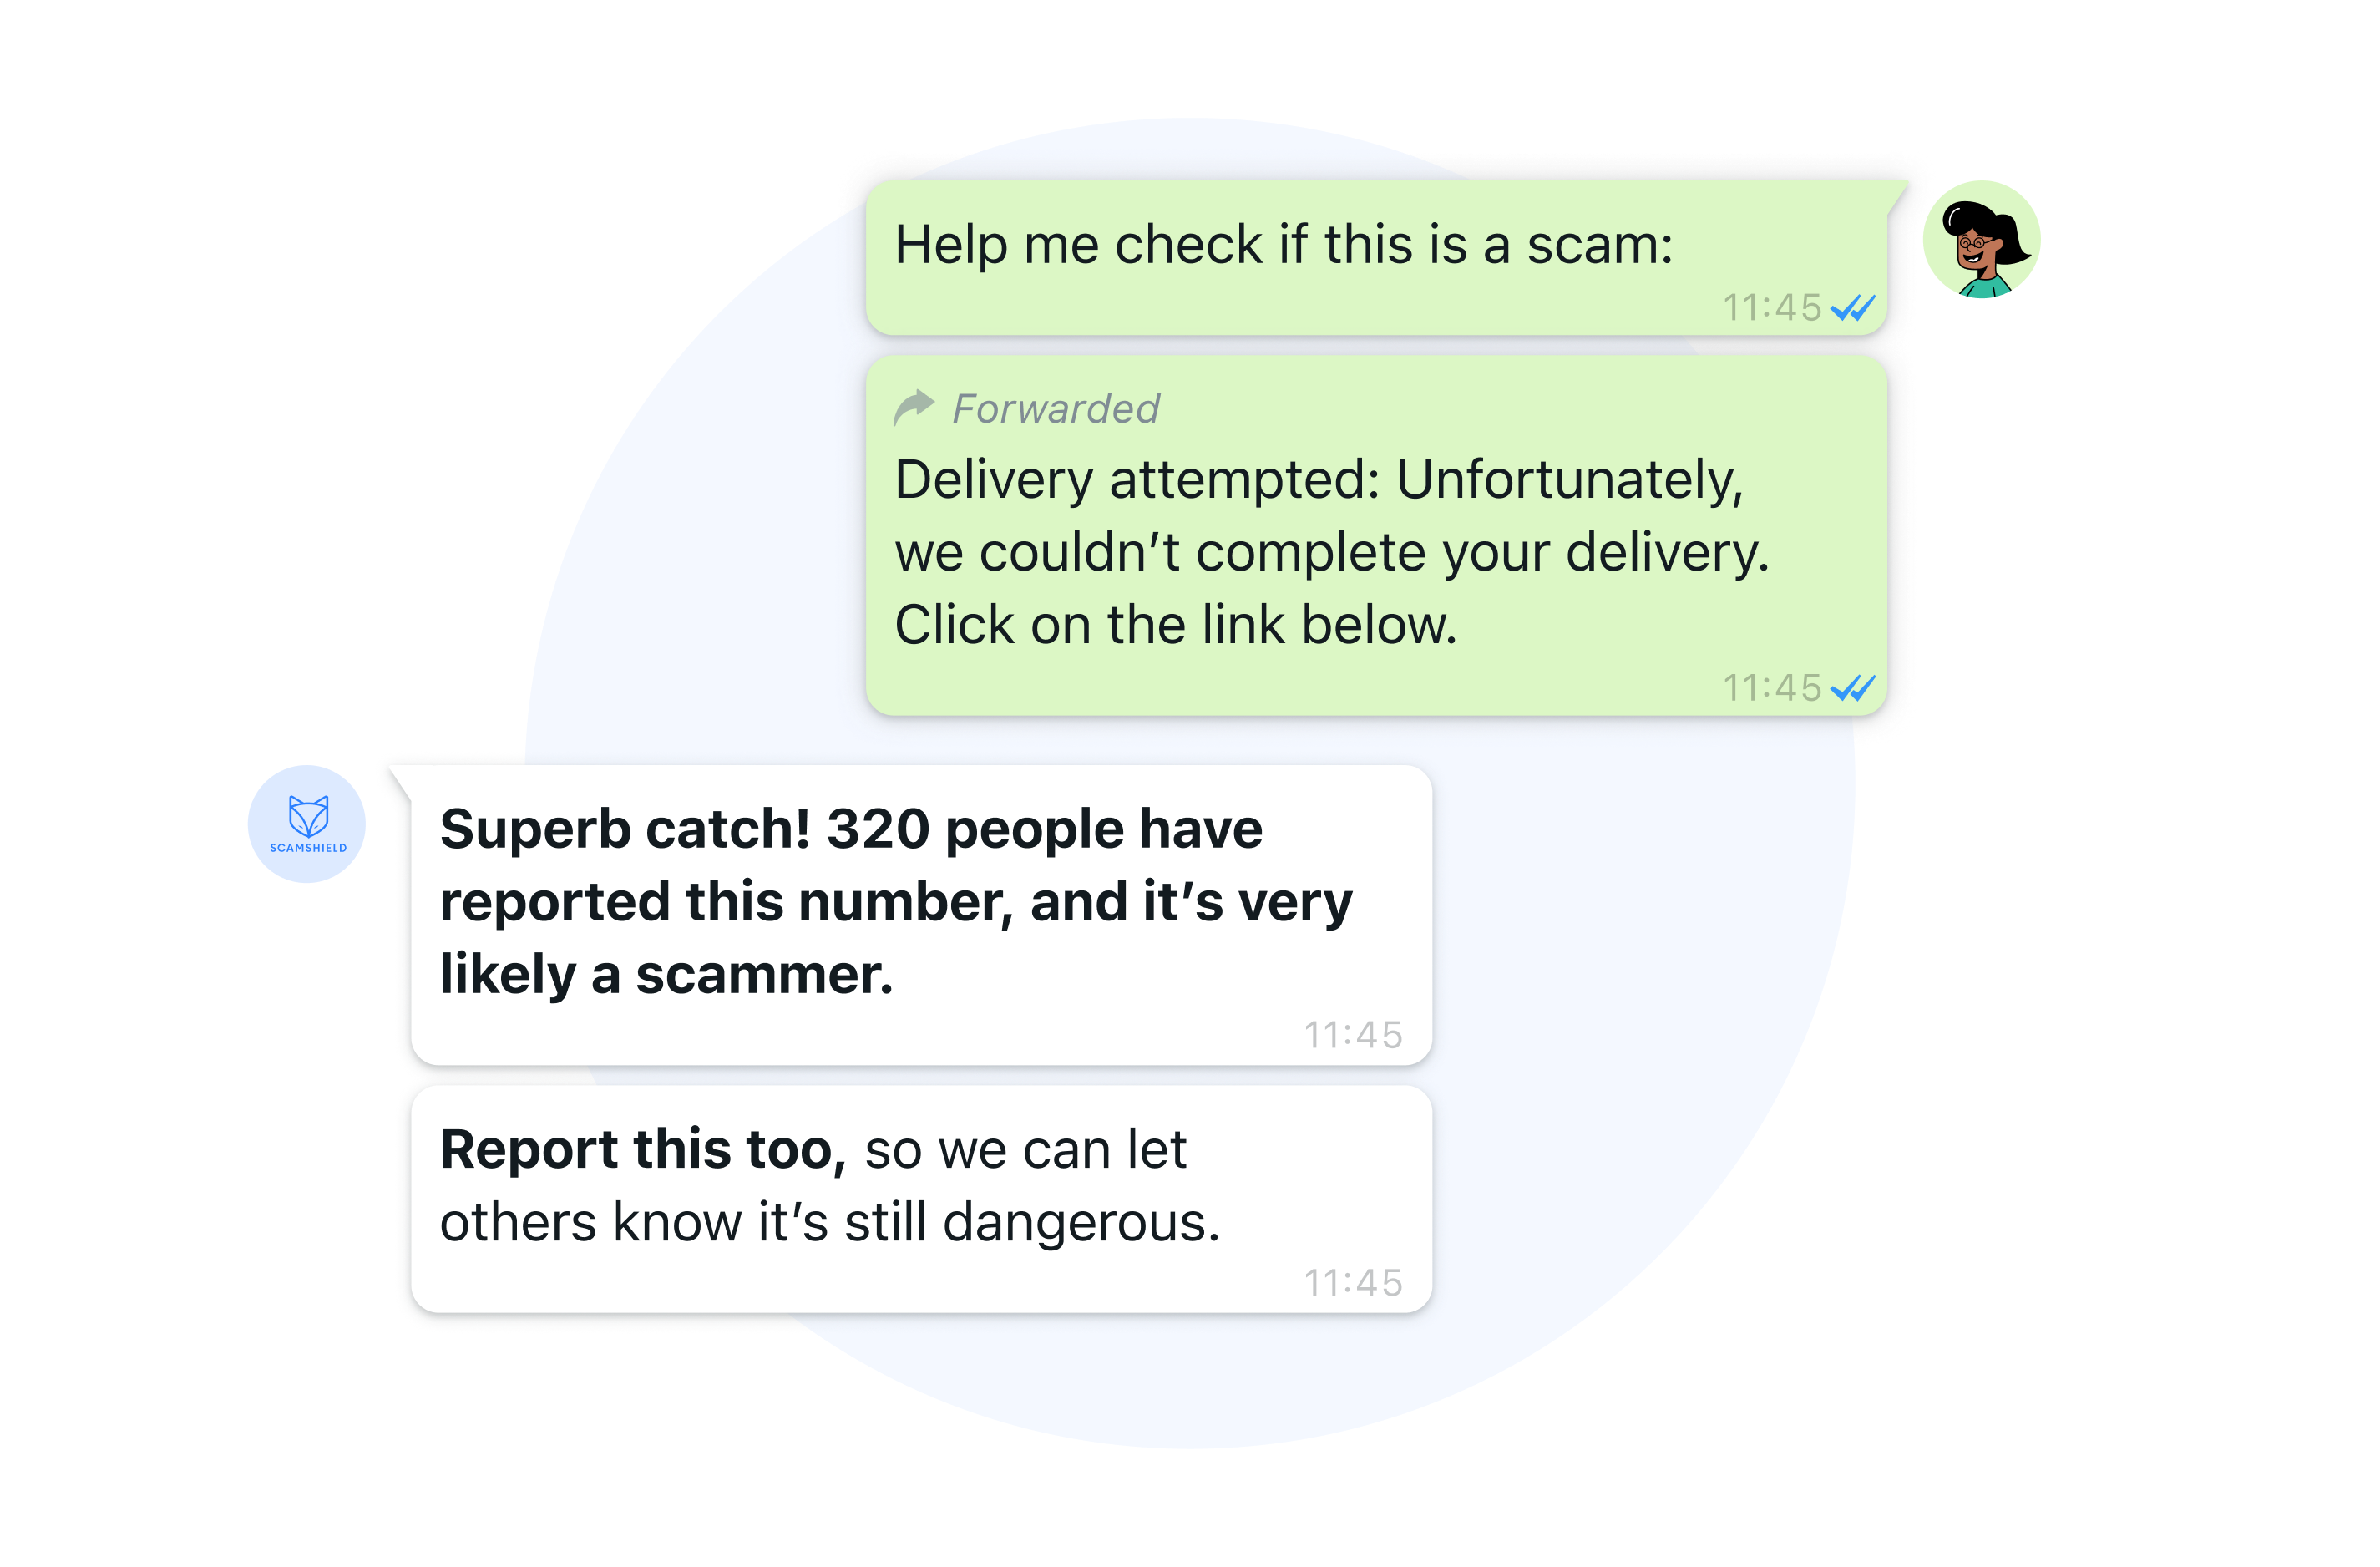 Help me check if this is a scam:
11:45
Forwarded
Delivery attempted: Unfortunately,
we couldn’t complete your delivery.
Click on the link below.
11:45
SCAMSHIELD
Superb catch! 320 people have
reported this number, and it’s very
likely a scammer.
11:45
Report this too, so we can let
others know it’s still dangerous.
11:45